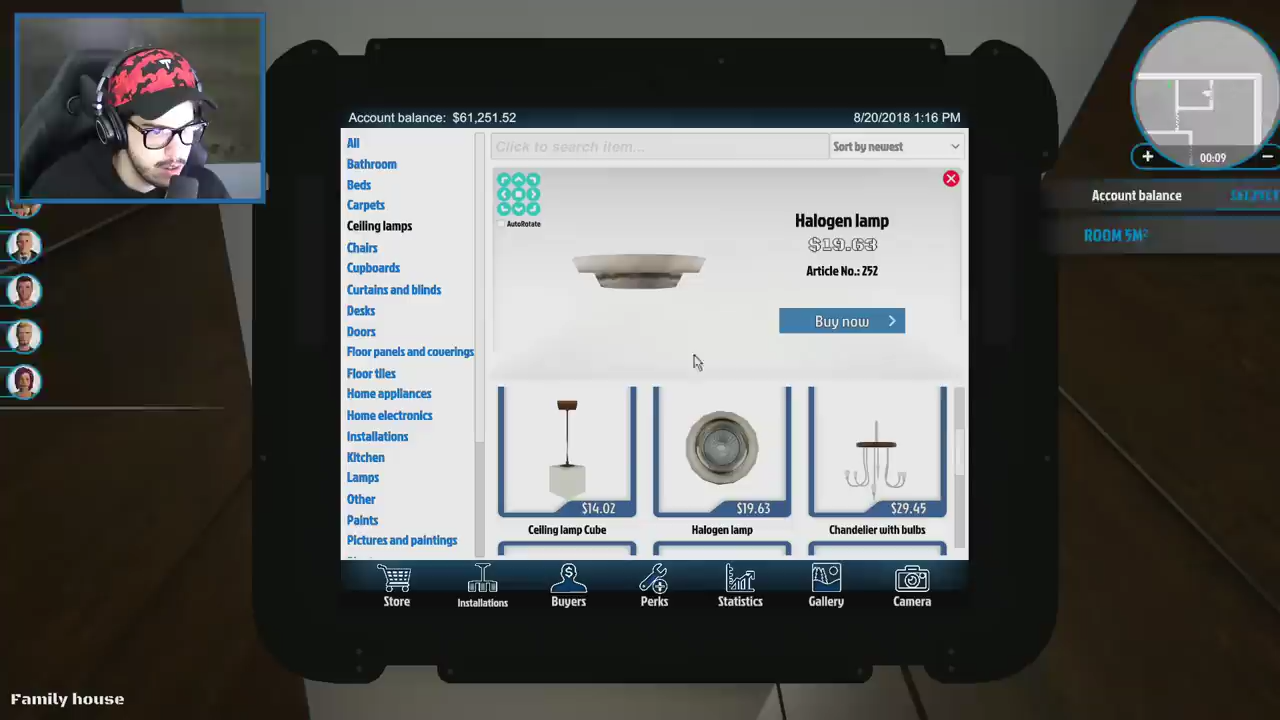 Account balance: $61,251.52
8/20/2018 1:16 PM
All
Bathroom
Beds
Carpets
Ceiling lamps
Chairs
Cupboards
Curtains and blinds
Desks
Doors
Floor panels and coverings
Floor tiles
Home appliances
Home electronics
Installations
Kitchen
Lamps
Other
Paints
Pictures and paintings
Click to search item...
Sort by newest
AutoRotate
Halogen lamp
$19.63
Article No.: 252
Buy now
$14.02
$19.63
$29.45
Ceiling lamp Cube
Halogen lamp
Chandelier with bulbs
Store
Installations
Buyers
Perks
Statistics
Gallery
Camera
+ 00:09 −
Account balance
ROOM 5M²
Family house